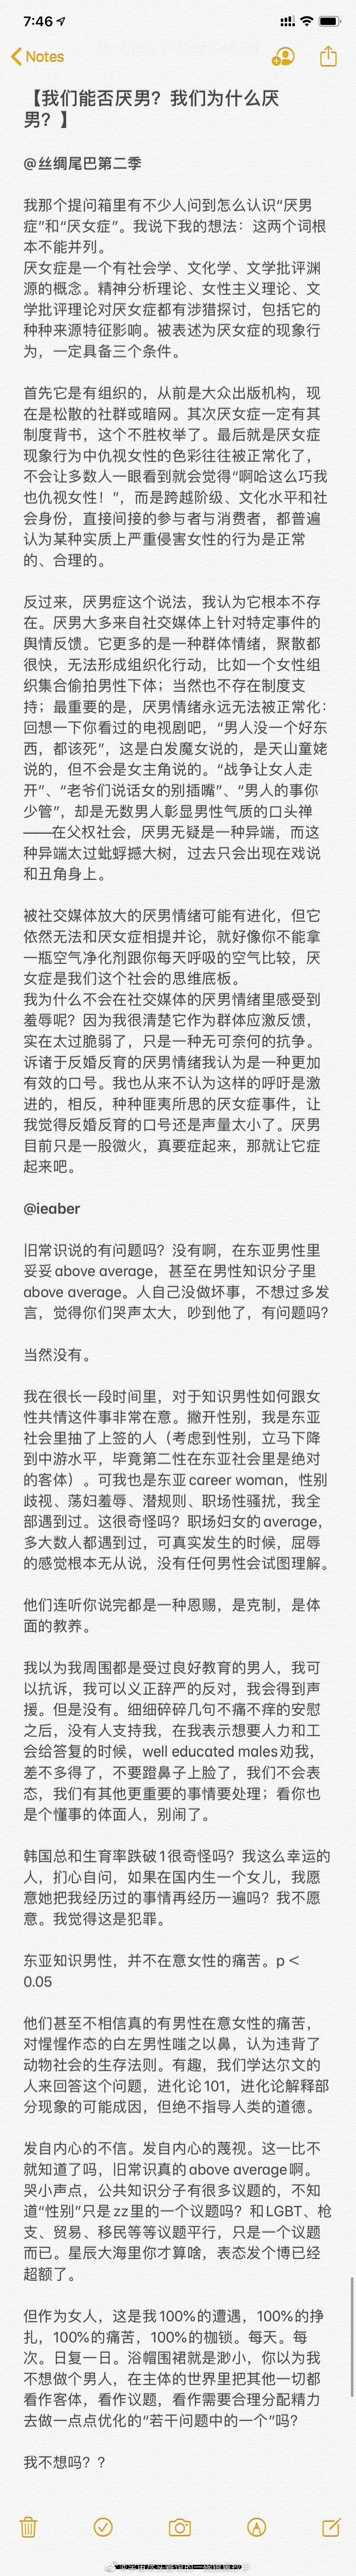 7:46
Notes
【我们能否厌男？我们为什么厌
男？】
@丝绸尾巴第二季
我那个提问箱里有不少人问到怎么认识“厌男
症”和“厌女症”。我说下我的想法：这两个词根
本不能并列。
厌女症是一个有社会学、文化学、文学批评渊
源的概念。精神分析理论、女性主义理论、文
学批评理论对厌女症都有涉猎探讨，包括它的
种种来源特征影响。被表述为厌女症的现象行
为，一定具备三个条件。
首先它是有组织的，从前是大众出版机构，现
在是松散的社群或暗网。其次厌女症一定有其
制度背书，这个不胜枚举了。最后就是厌女症
现象行为中仇视女性的色彩往往被正常化了，
不会让多数人一眼看到就会觉得“啊哈这么巧我
也仇视女性！”，而是跨越阶级、文化水平和社
会身份，直接间接的参与者与消费者，都普遍
认为某种实质上严重侵害女性的行为是正常
的、合理的。
反过来，厌男症这个说法，我认为它根本不存
在。厌男大多来自社交媒体上针对特定事件的
舆情反馈。它更多的是一种群体情绪，聚散都
很快，无法形成组织化行动，比如一个女性组
织集合偷拍男性下体；当然也不存在制度支
持；最重要的是，厌男情绪永远无法被正常化：
回想一下你看过的电视剧吧，“男人没一个好东
西，都该死”，这是白发魔女说的，是天山童姥
说的，但不会是女主角说的。“战争让女人走
开”、“老爷们说话女的别插嘴”、“男人的事你
少管”，却是无数男人彰显男性气质的口头禅
——在父权社会，厌男无疑是一种异端，而这
种异端太过蚍蜉撼大树，过去只会出现在戏说
和丑角身上。
被社交媒体放大的厌男情绪可能有进化，但它
依然无法和厌女症相提并论，就好像你不能拿
一瓶空气净化剂跟你每天呼吸的空气比较，厌
女症是我们这个社会的思维底板。
我为什么不会在社交媒体的厌男情绪里感受到
羞辱呢？因为我很清楚它作为群体应激反馈，
实在太过脆弱了，只是一种无可奈何的抗争。
诉诸于反婚反育的厌男情绪我认为是一种更加
有效的口号。我也从来不认为这样的呼吁是激
进的，相反，种种匪夷所思的厌女症事件，让
我觉得反婚反育的口号还是声量太小了。厌男
目前只是一股微火，真要症起来，那就让它症
起来吧。
@ieaber
旧常识说的有问题吗？没有啊，在东亚男性里
妥妥 above average，甚至在男性知识分子里
above average。人自己没做坏事，不想过多发
言，觉得你们哭声太大，吵到他了，有问题吗?
当然没有。
我在很长一段时间里，对于知识男性如何跟女
性共情这件事非常在意。撇开性别，我是东亚
社会里抽了上签的人（考虑到性别，立马下降
到中游水平，毕竟第二性在东亚社会里是绝对
的客体）。可我也是东亚 career woman，性别
歧视、荡妇羞辱、潜规则、职场性骚扰，我全
部遇到过。这很奇怪吗？职场妇女的 average，
多大数人都遇到过，可真实发生的时候，屈辱
的感觉根本无从说，没有任何男性会试图理解。
他们连听你说完都是一种恩赐，是克制，是体
面的教养。
我以为我周围都是受过良好教育的男人，我可
以抗诉，我可以义正辞严的反对，我会得到声
援。但是没有。细细碎碎几句不痛不痒的安慰
之后，没有人支持我，在我表示想要人力和工
会给答复的时候，well educated males 劝我，
差不多得了，不要蹬鼻子上脸了，我们不会表
态，我们有其他更重要的事情要处理；看你也
是个懂事的体面人，别闹了。
韩国总和生育率跌破 1 很奇怪吗？我这么幸运的
人，扪心自问，如果在国内生一个女儿，我愿
意她把我经历过的事情再经历一遍吗？我不愿
意。我觉得这是犯罪。
东亚知识男性，并不在意女性的痛苦。p <
0.05
他们甚至不相信真的有男性在意女性的痛苦，
对惺惺作态的白左男性嗤之以鼻，认为违背了
动物社会的生存法则。有趣，我们学达尔文的
人来回答这个问题，进化论 101，进化论解释部
分现象的可能成因，但绝不指导人类的道德。
发自内心的不信。发自内心的蔑视。这一比不
就知道了吗，旧常识真的 above average 啊。
哭小声点，公共知识分子有很多议题的，不知
道“性别”只是 zz 里的一个议题吗？和 LGBT、枪
支、贸易、移民等等议题平行，只是一个议题
而已。星辰大海里你才算啥，表态发个博已经
超额了。
但作为女人，这是我 100%的遭遇，100%的挣
扎，100%的痛苦，100%的枷锁。每天。每
次。日复一日。浴帽围裙就是渺小，你以为我
不想做个男人，在主体的世界里把其他一切都
看作客体，看作议题，看作需要合理分配精力
去做一点点优化的“若干问题中的一个”吗？
我不想吗？？